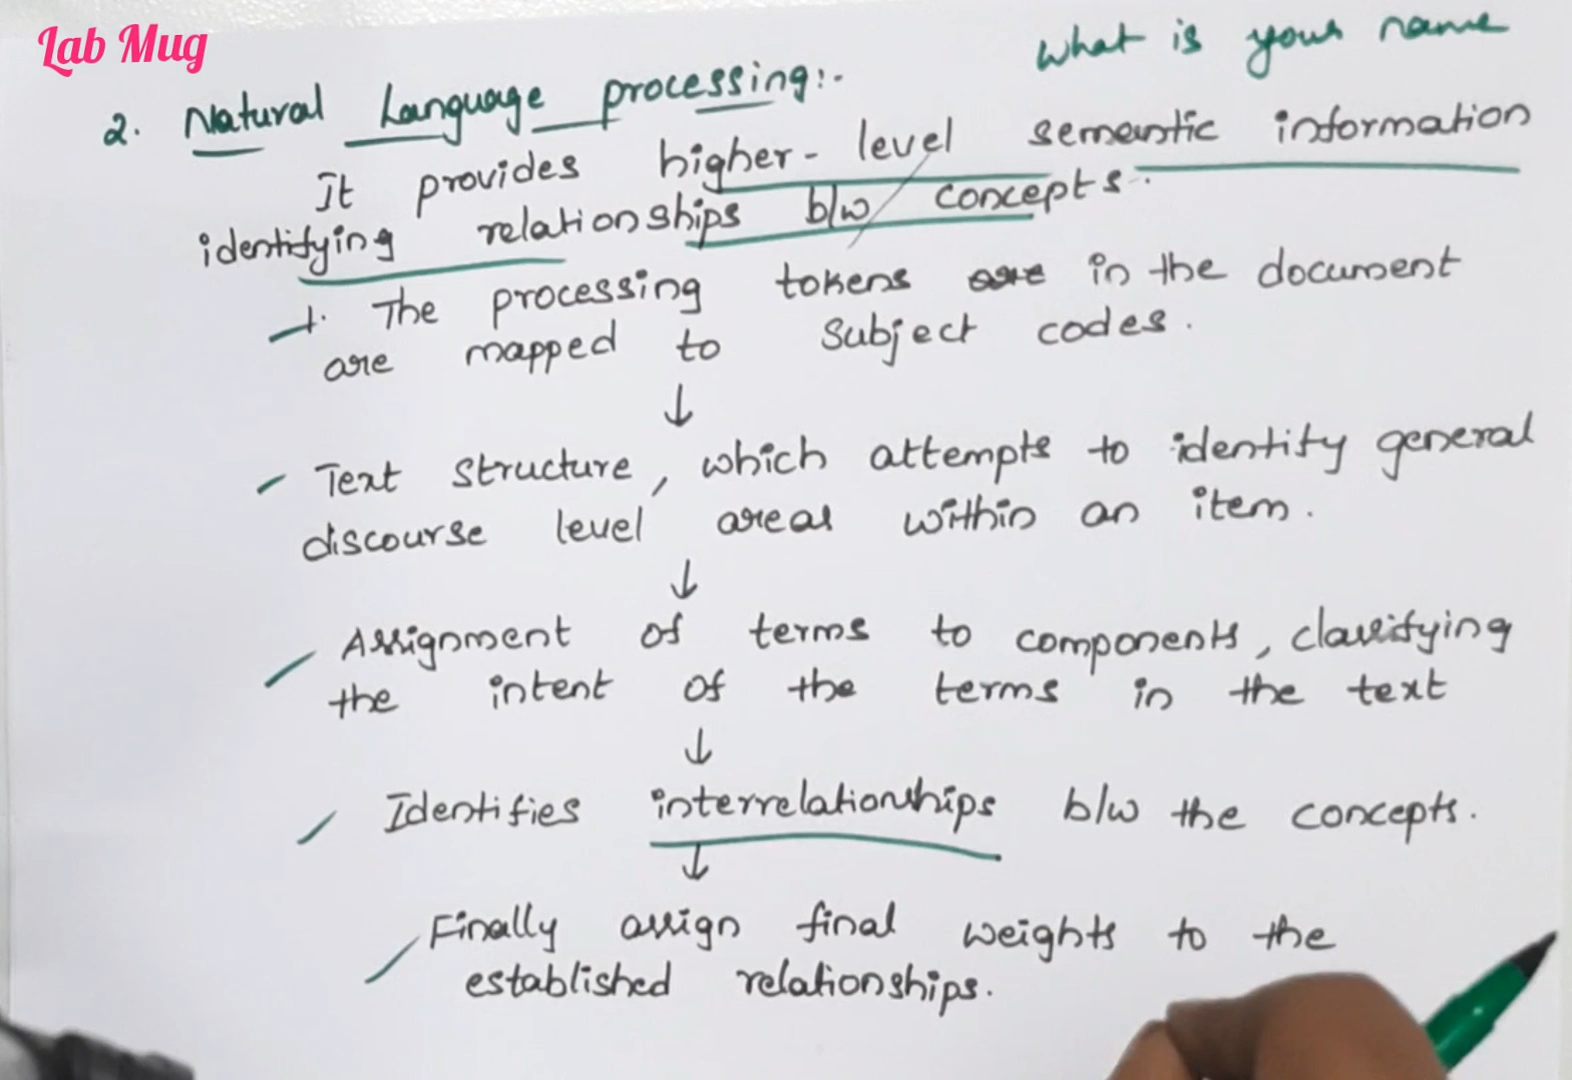 Lab Mug
What is your name
2. Natural Language processing:-
It provides higher-level semantic information
identifying relationships b/w concepts.
1. The processing tokens are in the document
are mapped to Subject codes.
↓
Text structure, which attempts to identify general
discourse level areas within an item.
↓
Assignment of terms to components, classifying
the intent of the terms in the text
↓
Identifies interrelationships b/w the concepts.
↓
Finally assign final weights to the
established relationships.